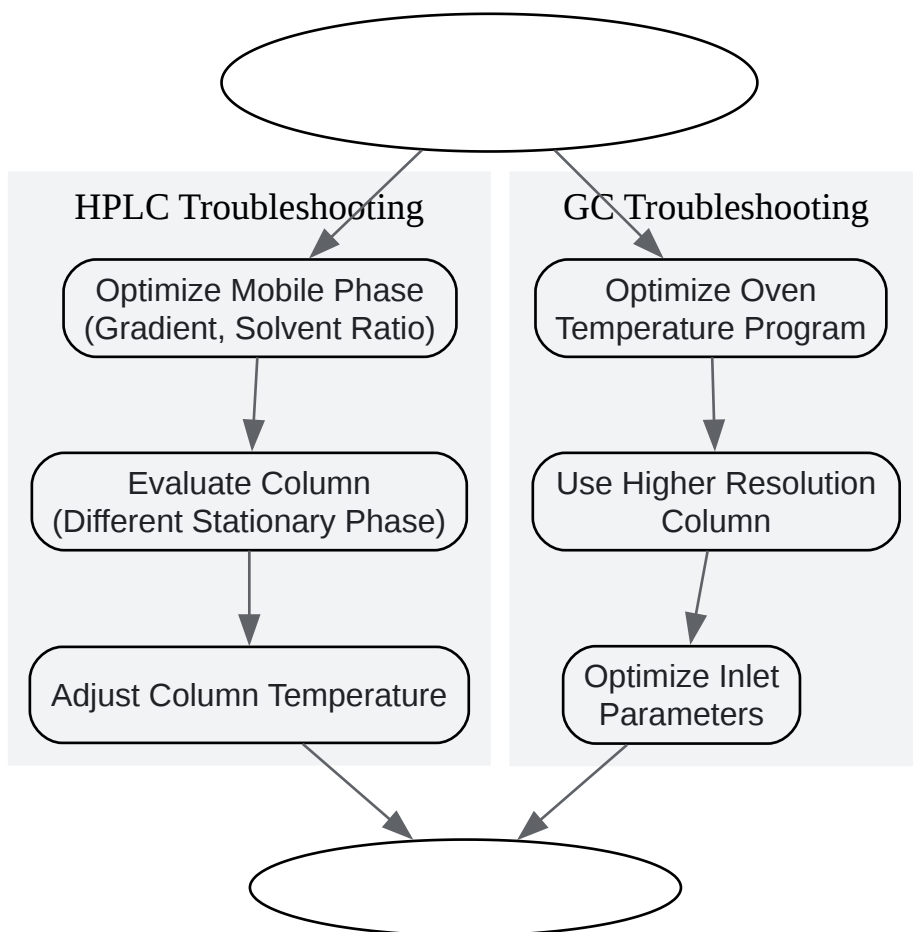 HPLC Troubleshooting
Optimize Mobile Phase
(Gradient, Solvent Ratio)
Evaluate Column
(Different Stationary Phase)
Adjust Column Temperature
GC Troubleshooting
Optimize Oven
Temperature Program
Use Higher Resolution
Column
Optimize Inlet
Parameters